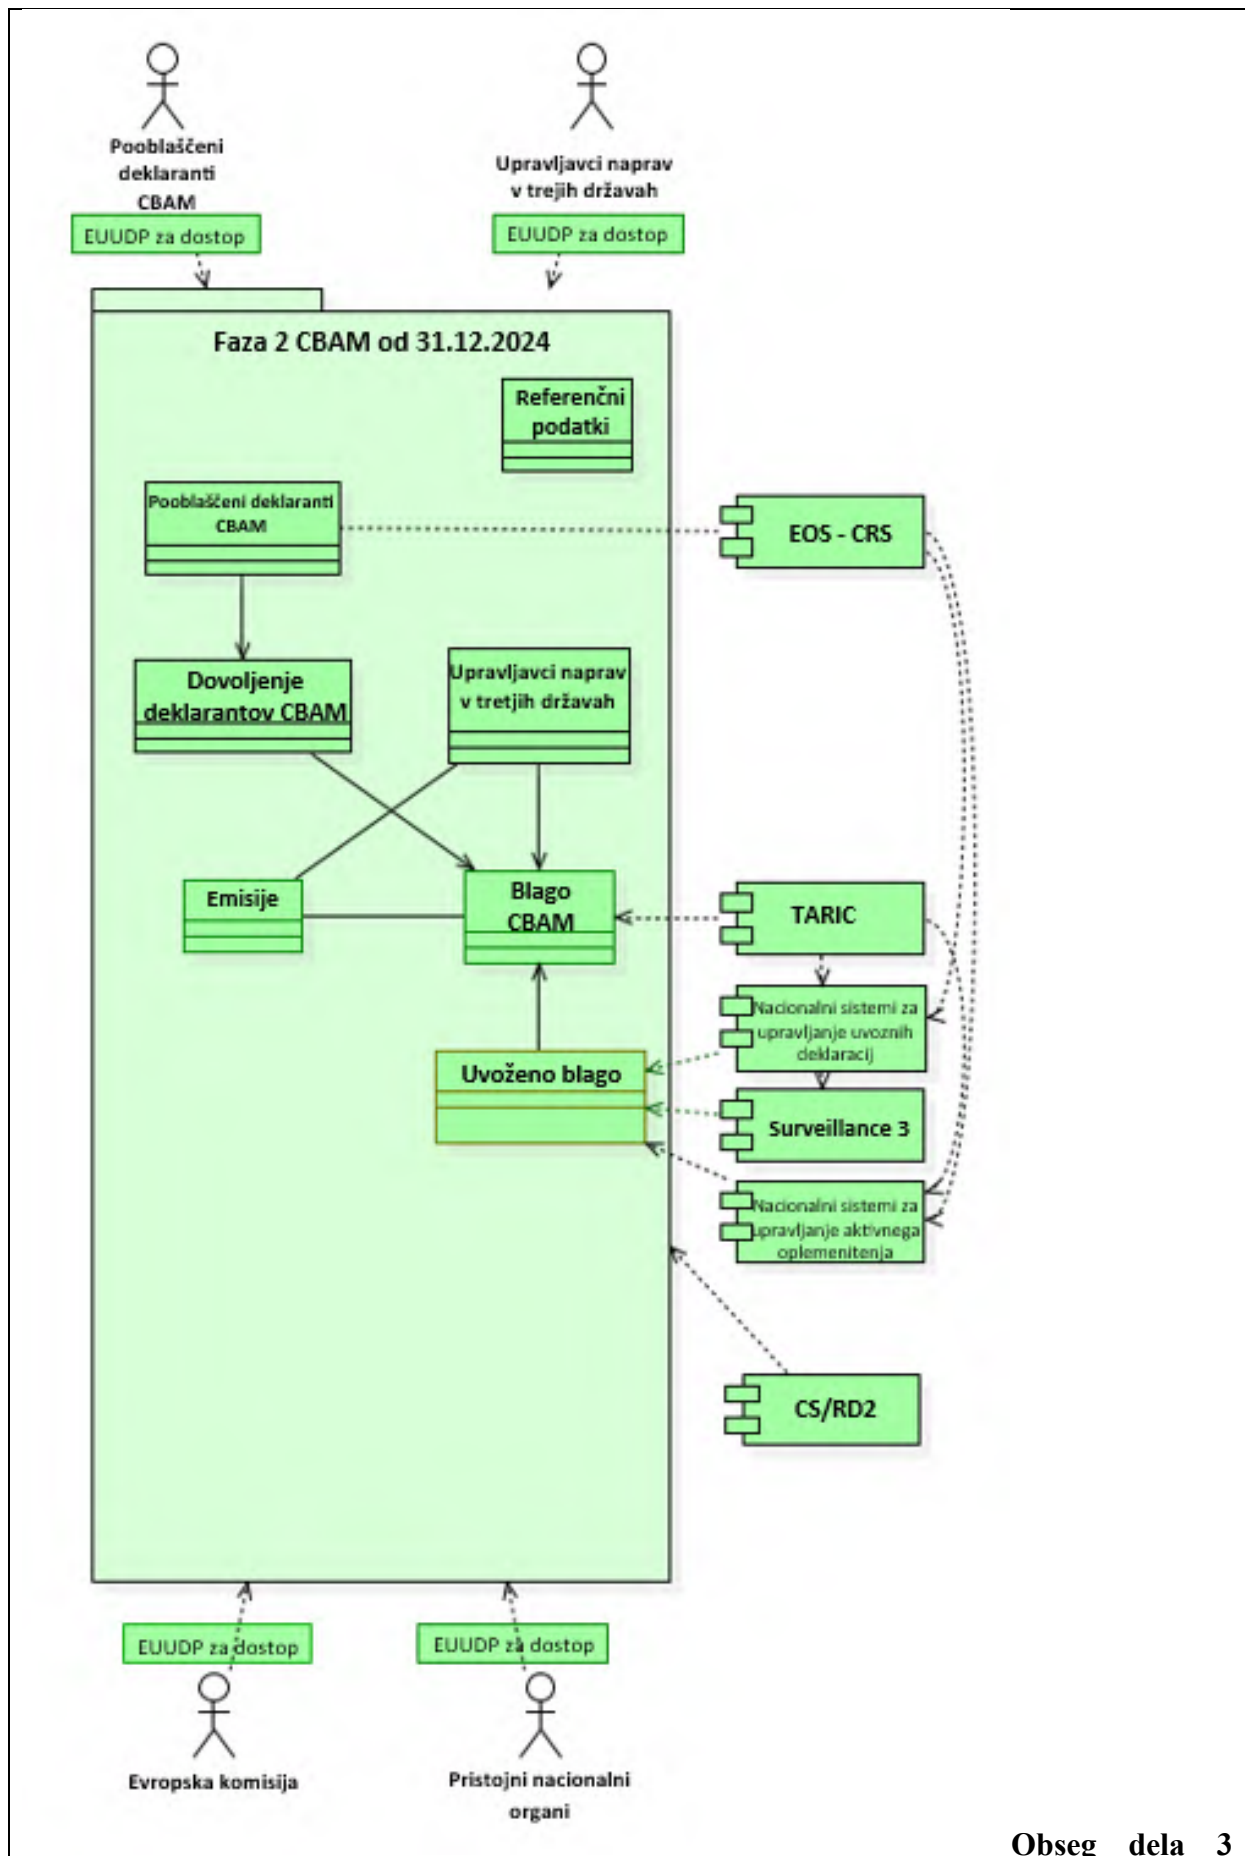 Pooblaščeni
deklaranti
CBAM
EUUDP za dostop
Upravljavci naprav
v trejih državah
EUUDP za dostop
Faza 2 CBAM od 31.12.2024
Referenčni
podatki
Pooblaščeni deklaranti
CBAM
EOS - CRS
Dovoljenje
deklarantov CBAM
Upravljavci naprav
v tretjih državah
Emisije
Blago
CBAM
TARIC
Nacionalni sistemi za
upravljanje uvoznih
deklaracij
Uvoženo blago
Surveillance 3
Nacionalni sistemi za
upravljanje aktivnega
oplemenitenja
CS/RD2
EUUDP za dostop
Evropska komisija
EUUDP za dostop
Pristojni nacionalni
organi
Obseg dela 3